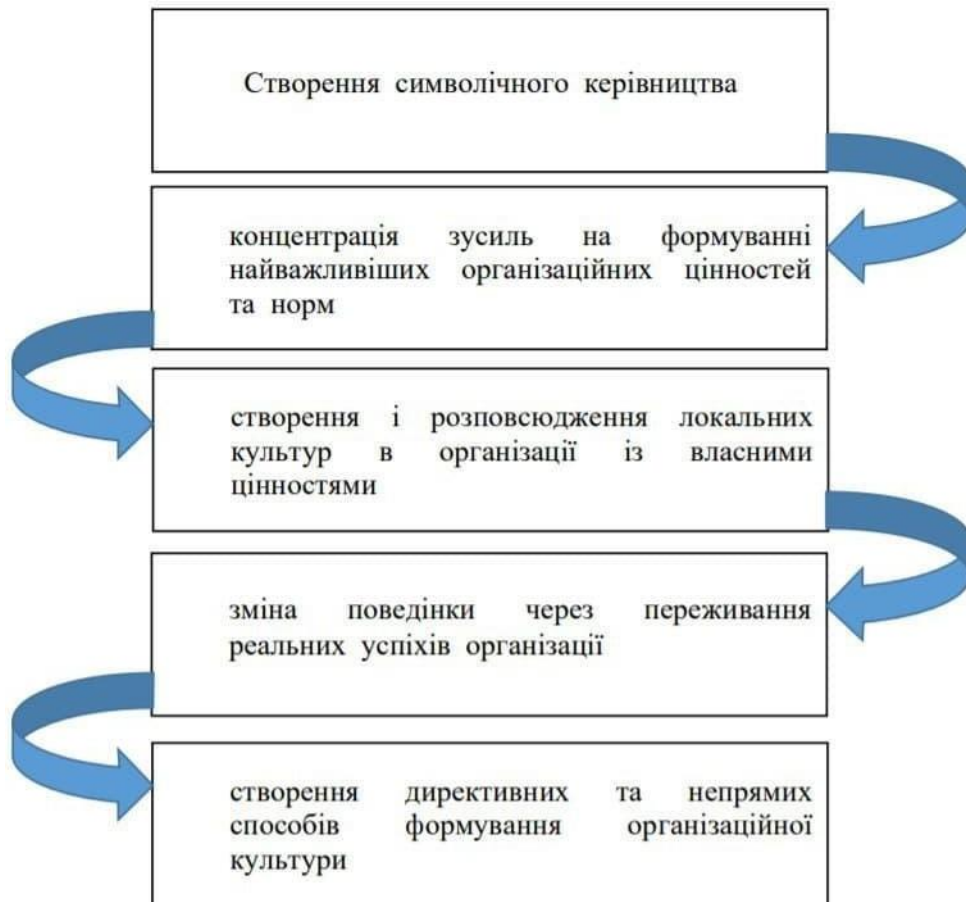 Створення символічного керівництва
концентрація зусиль на формуванні
найважливіших організаційних цінностей
та норм
створення і розповсюдження локальних
культур в організації із власними
цінностями
зміна поведінки через переживання
реальних успіхів організації
створення директивних та непрямих
способів формування організаційної
культури